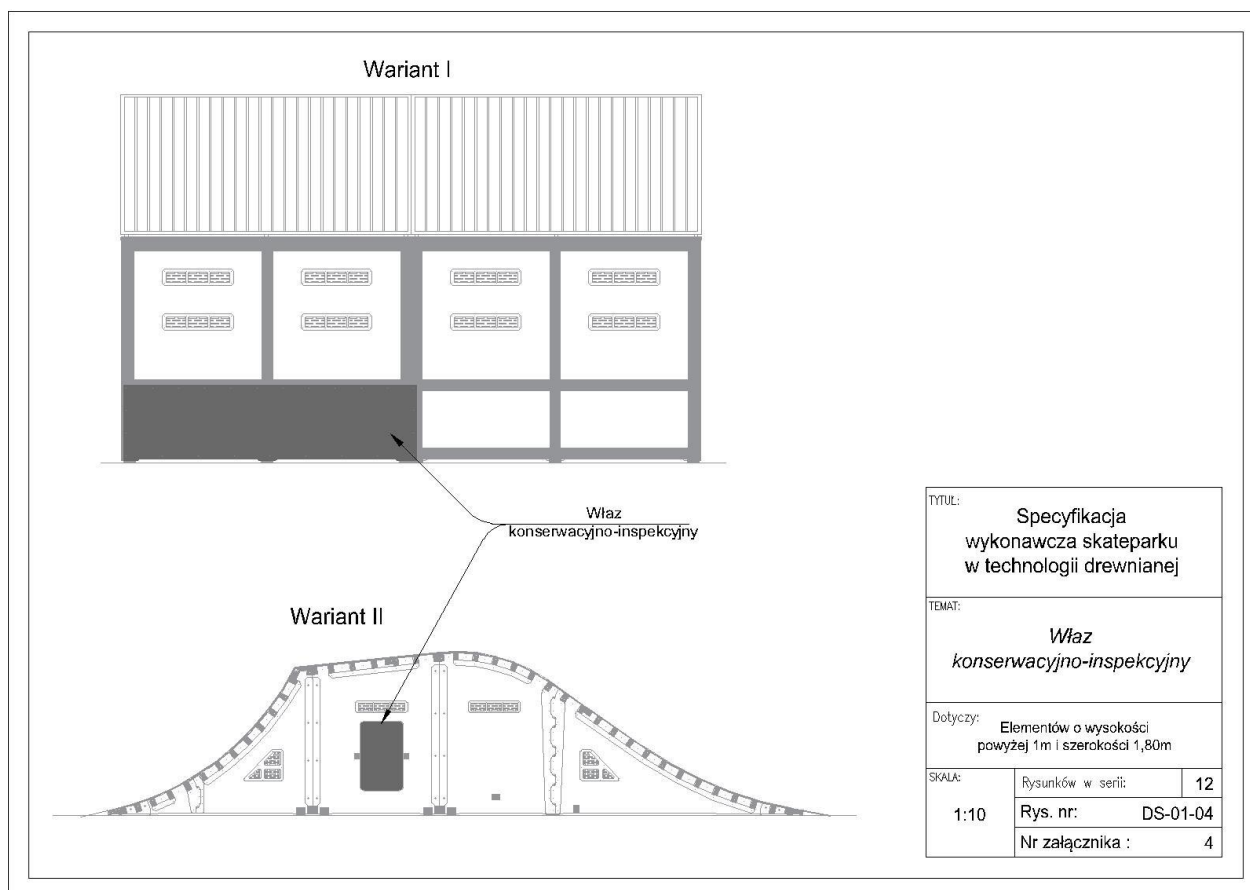 Wariant I
Właz
konserwacyjno-inspekcyjny
Wariant II
TYTUŁ:
Specyfikacja
wykonawcza skateparku
w technologii drewnianej
TEMAT:
Właz
konserwacyjno-inspekcyjny
Dotyczy:
Elementów o wysokości
powyżej 1m i szerokości 1,80m
SKALA:
1:10
Rysunków w serii: 12
Rys. nr: DS-01-04
Nr załącznika : 4